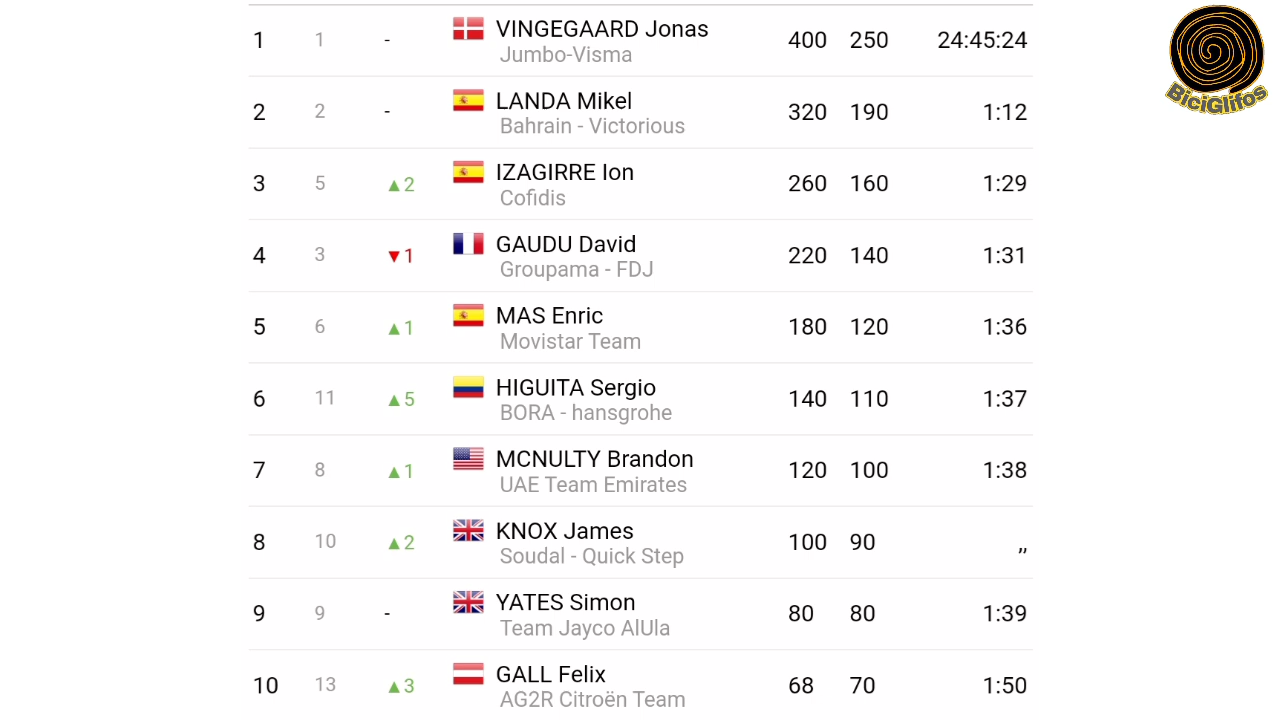 1 1 - VINGEGAARD Jonas 400 250 24:45:24
Jumbo-Visma
2 2 - LANDA Mikel 320 190 1:12
Bahrain - Victorious
3 5 ▲2 IZAGIRRE Ion 260 160 1:29
Cofidis
4 3 ▼1 GAUDU David 220 140 1:31
Groupama - FDJ
5 6 ▲1 MAS Enric 180 120 1:36
Movistar Team
6 11 ▲5 HIGUITA Sergio 140 110 1:37
BORA - hansgrohe
7 8 ▲1 MCNULTY Brandon 120 100 1:38
UAE Team Emirates
8 10 ▲2 KNOX James 100 90 ,,
Soudal - Quick Step
9 9 - YATES Simon 80 80 1:39
Team Jayco AlUla
10 13 ▲3 GALL Felix 68 70 1:50
AG2R Citroën Team
BiciGlifos